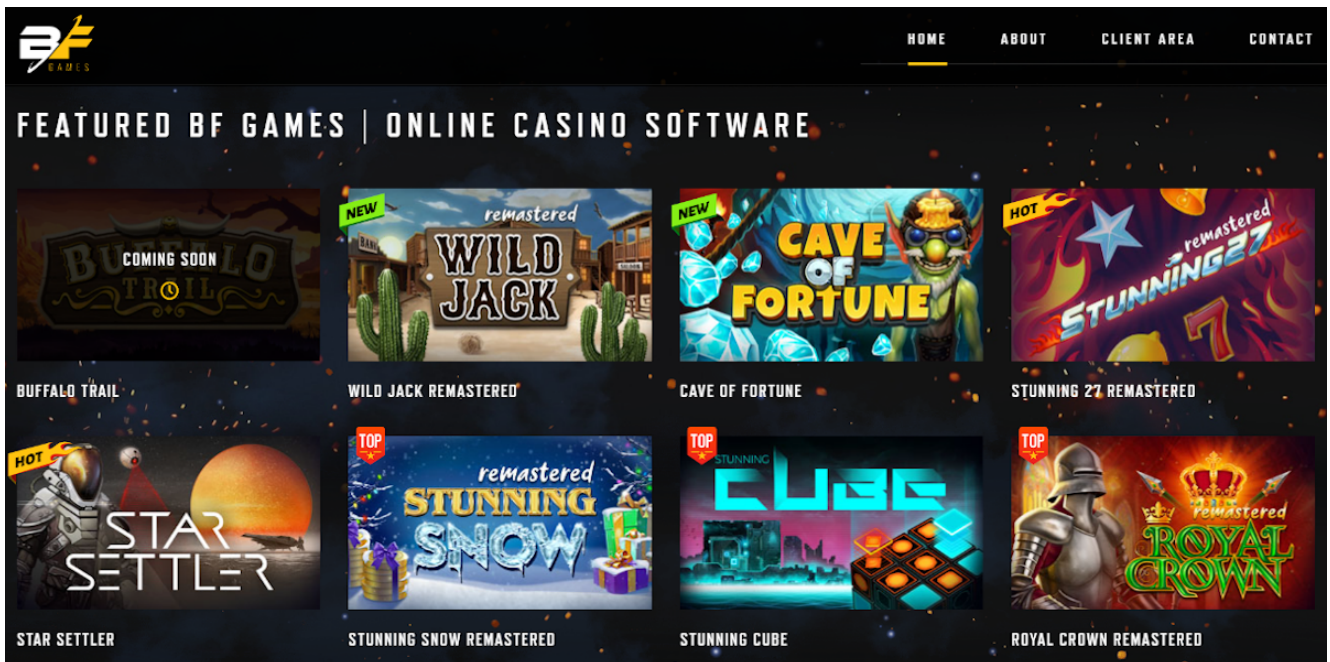 BF
GAMES
HOME
ABOUT
CLIENT AREA
CONTACT
FEATURED BF GAMES | ONLINE CASINO SOFTWARE
BUFFALO
TRAIL
COMING SOON
BUFFALO TRAIL
NEW
remastered
BANK
SALOON
WILD
JACK
WILD JACK REMASTERED
NEW
CAVE
OF
FORTUNE
CAVE OF FORTUNE
HOT
remastered
STUNNING27
7
STUNNING 27 REMASTERED
HOT
STAR
SETTLER
STAR SETTLER
TOP
remastered
STUNNING
SNOW
STUNNING SNOW REMASTERED
TOP
STUNNING
CUBE
STUNNING CUBE
TOP
remastered
ROYAL
CROWN
ROYAL CROWN REMASTERED